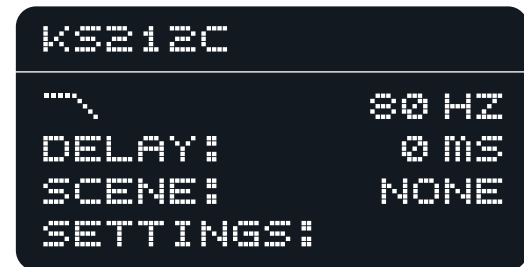 KS212C
80 HZ
DELAY: 0 MS
SCENE: NONE
SETTINGS: